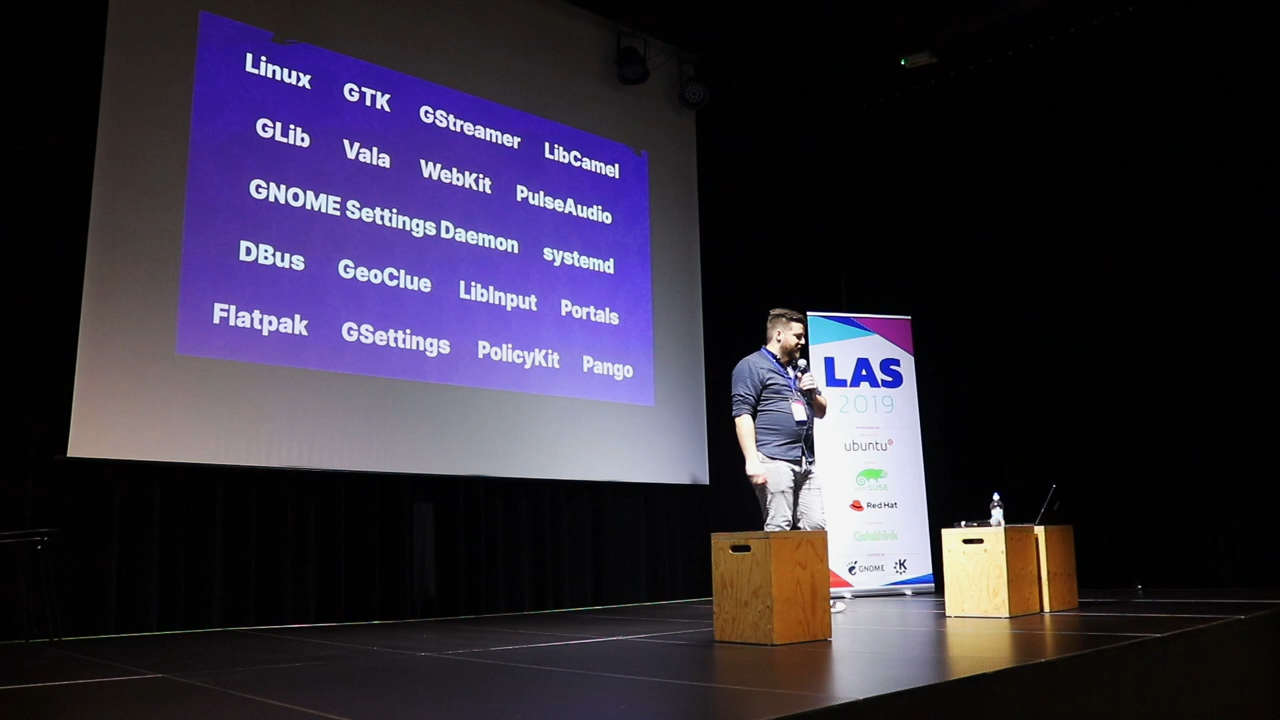 Linux GTK GStreamer LibCamel
GLib Vala WebKit PulseAudio
GNOME Settings Daemon systemd
DBus GeoClue LibInput Portals
Flatpak GSettings PolicyKit Pango
LAS
2019
ubuntu
SUSE
Red Hat
GNOME K